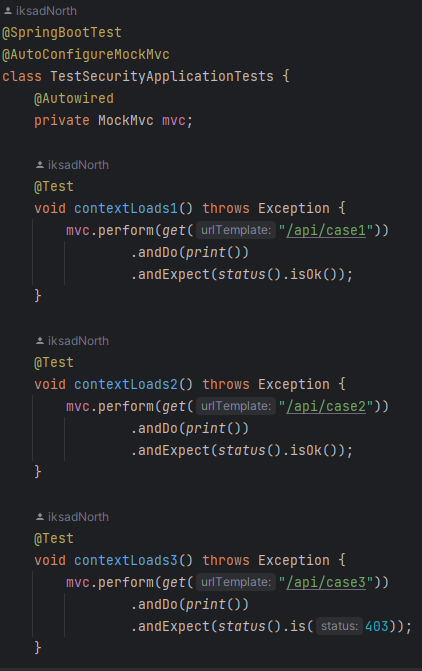 iksadNorth
@SpringBootTest
@AutoConfigureMockMvc
class TestSecurityApplicationTests {
@Autowired
private MockMvc mvc;
iksadNorth
@Test
void contextLoads1() throws Exception {
mvc.perform(get( urlTemplate: "/api/case1"))
.andDo(print())
.andExpect(status().isOk());
}
iksadNorth
@Test
void contextLoads2() throws Exception {
mvc.perform(get( urlTemplate: "/api/case2"))
.andDo(print())
.andExpect(status().isOk());
}
iksadNorth
@Test
void contextLoads3() throws Exception {
mvc.perform(get( urlTemplate: "/api/case3"))
.andDo(print())
.andExpect(status().is( status: 403));
}